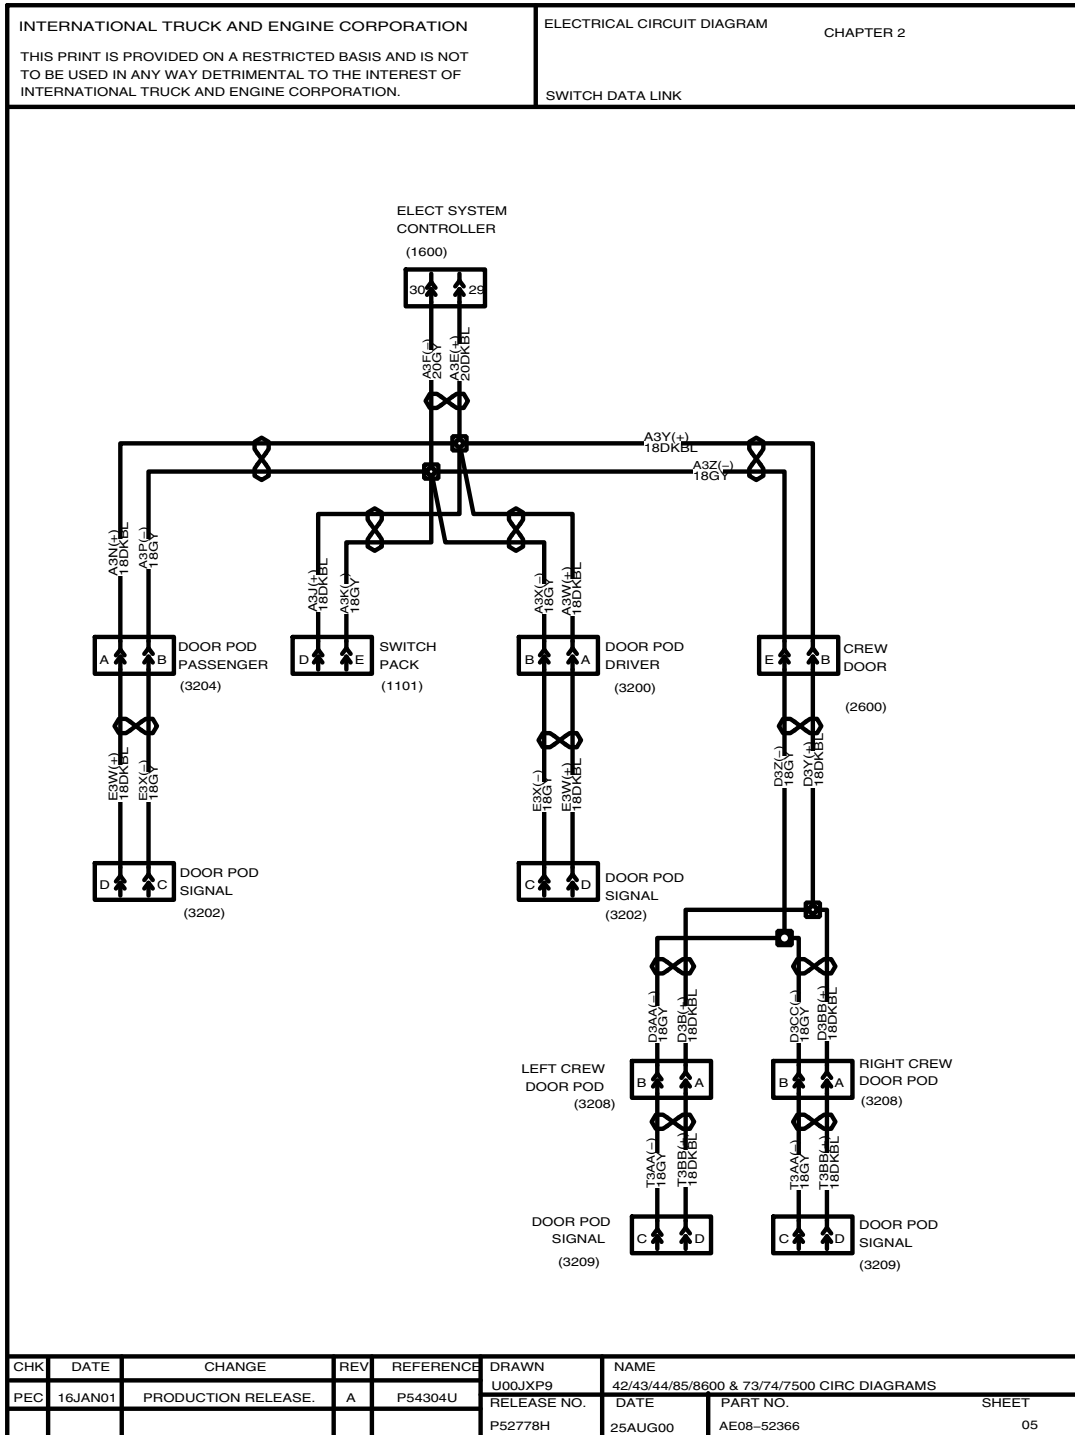 INTERNATIONAL TRUCK AND ENGINE CORPORATION
THIS PRINT IS PROVIDED ON A RESTRICTED BASIS AND IS NOT
TO BE USED IN ANY WAY DETRIMENTAL TO THE INTEREST OF
INTERNATIONAL TRUCK AND ENGINE CORPORATION.
ELECTRICAL CIRCUIT DIAGRAM
CHAPTER 2
SWITCH DATA LINK
ELECT SYSTEM
CONTROLLER
(1600)
30 29
A3F(–)
20GY
A3E(+)
20DKBL
A3Y(+)
18DKBL
A3Z(–)
18GY
A3N(+)
18DKBL
A3P(–)
18GY
A3J(+)
18DKBL
A3K(–)
18GY
A3X(–)
18GY
A3W(+)
18DKBL
A B
DOOR POD
PASSENGER
(3204)
D E
SWITCH
PACK
(1101)
B A
DOOR POD
DRIVER
(3200)
E B
CREW
DOOR
(2600)
E3W(+)
18DKBL
E3X(–)
18GY
E3X(–)
18GY
E3W(+)
18DKBL
D3Z(–)
18GY
D3Y(+)
18DKBL
D C
DOOR POD
SIGNAL
(3202)
C D
DOOR POD
SIGNAL
(3202)
D3AA(–)
18GY
D3B(+)
18DKBL
D3CC(–)
18GY
D3BB(+)
18DKBL
LEFT CREW
DOOR POD
(3208)
B A
B A
RIGHT CREW
DOOR POD
(3208)
T3AA(–)
18GY
T3BB(+)
18DKBL
T3AA(–)
18GY
T3BB(+)
18DKBL
DOOR POD
SIGNAL
(3209)
C D
C D
DOOR POD
SIGNAL
(3209)
CHK DATE CHANGE REV REFERENCE
PEC 16JAN01 PRODUCTION RELEASE. A P54304U
DRAWN
U00JXP9
NAME
42/43/44/85/8600 & 73/74/7500 CIRC DIAGRAMS
RELEASE NO.
P52778H
DATE
25AUG00
PART NO.
AE08–52366
SHEET
05